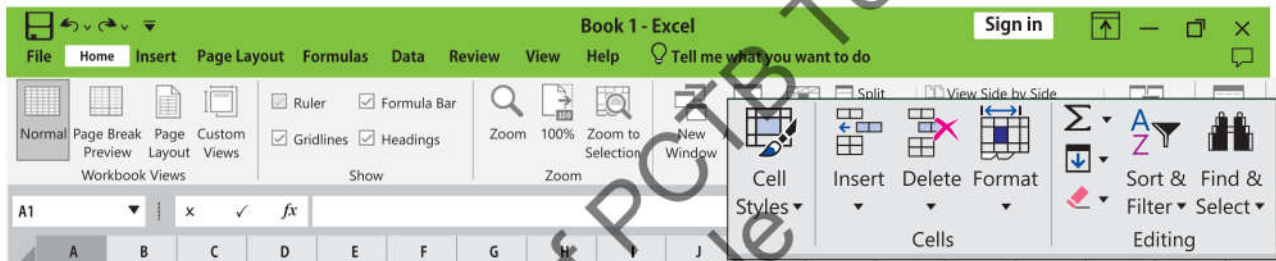 Book 1 - Excel
Sign in
File Home Insert Page Layout Formulas Data Review View Help Tell me what you want to do
Normal Page Break Preview Page Layout Custom Views
Workbook Views
Ruler Formula Bar
Gridlines Headings
Show
Zoom 100% Zoom to Selection
Zoom
New Window
Split View Side by Side
Cell Styles
Insert Delete Format
Cells
Sort & Filter Find & Select
Editing
A1 fx
A B C D E F G H I J
of PCTB